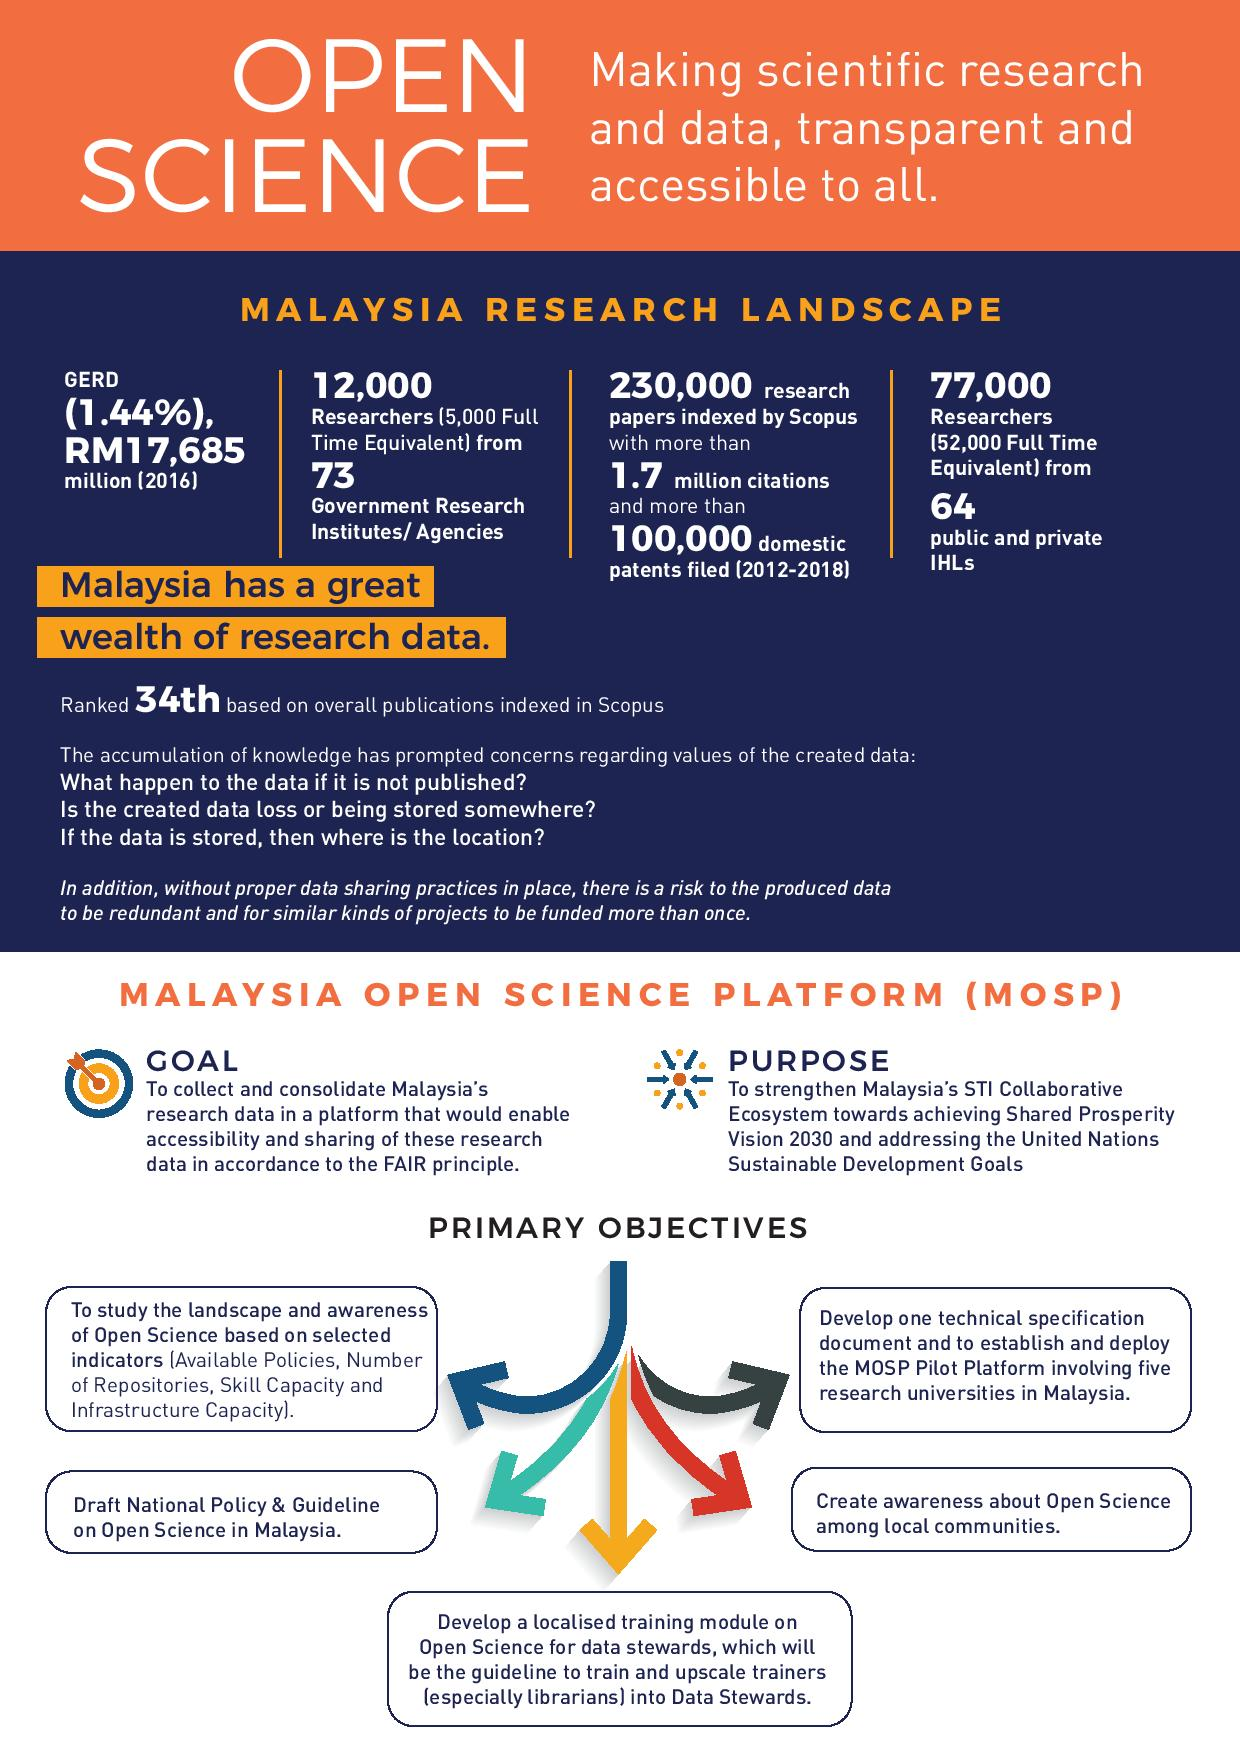 OPEN
SCIENCE
Making scientific research
and data, transparent and
accessible to all.
MALAYSIA RESEARCH LANDSCAPE
GERD
(1.44%),
RM17,685
million (2016)
12,000
Researchers (5,000 Full
Time Equivalent) from
73
Government Research
Institutes/ Agencies
230,000 research
papers indexed by Scopus
with more than
1.7 million citations
and more than
100,000 domestic
patents filed (2012-2018)
77,000
Researchers
(52,000 Full Time
Equivalent) from
64
public and private
IHLs
Malaysia has a great
wealth of research data.
Ranked 34th based on overall publications indexed in Scopus
The accumulation of knowledge has prompted concerns regarding values of the created data:
What happen to the data if it is not published?
Is the created data loss or being stored somewhere?
If the data is stored, then where is the location?
In addition, without proper data sharing practices in place, there is a risk to the produced data
to be redundant and for similar kinds of projects to be funded more than once.
MALAYSIA OPEN SCIENCE PLATFORM (MOSP)
GOAL
To collect and consolidate Malaysia's
research data in a platform that would enable
accessibility and sharing of these research
data in accordance to the FAIR principle.
PURPOSE
To strengthen Malaysia's STI Collaborative
Ecosystem towards achieving Shared Prosperity
Vision 2030 and addressing the United Nations
Sustainable Development Goals
PRIMARY OBJECTIVES
To study the landscape and awareness
of Open Science based on selected
indicators (Available Policies, Number
of Repositories, Skill Capacity and
Infrastructure Capacity).
Develop one technical specification
document and to establish and deploy
the MOSP Pilot Platform involving five
research universities in Malaysia.
Draft National Policy & Guideline
on Open Science in Malaysia.
Create awareness about Open Science
among local communities.
Develop a localised training module on
Open Science for data stewards, which will
be the guideline to train and upscale trainers
(especially librarians) into Data Stewards.